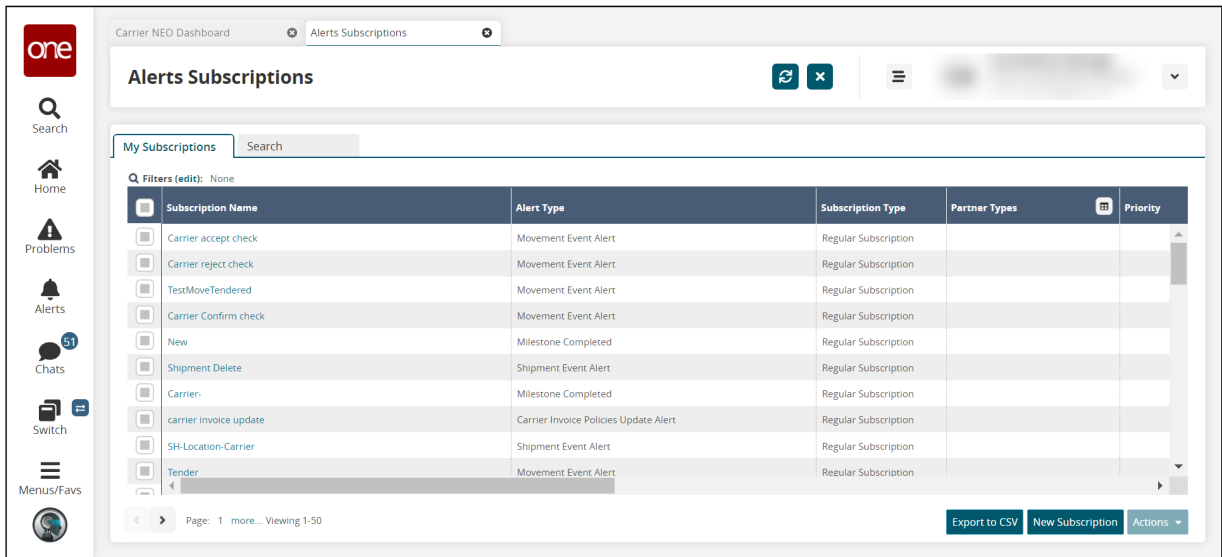 one
Search
Home
Problems
Alerts
51
Chats
Switch
Menus/Favs
Carrier NEO Dashboard Alerts Subscriptions
Alerts Subscriptions
My Subscriptions Search
Filters (edit): None
Subscription Name Alert Type Subscription Type Partner Types Priority
Carrier accept check Movement Event Alert Regular Subscription
Carrier reject check Movement Event Alert Regular Subscription
TestMoveTendered Movement Event Alert Regular Subscription
Carrier Confirm check Movement Event Alert Regular Subscription
New Milestone Completed Regular Subscription
Shipment Delete Shipment Event Alert Regular Subscription
Carrier- Milestone Completed Regular Subscription
carrier invoice update Carrier Invoice Policies Update Alert Regular Subscription
SH-Location-Carrier Shipment Event Alert Regular Subscription
Tender Movement Event Alert Regular Subscription
Page: 1 more... Viewing 1-50
Export to CSV New Subscription Actions